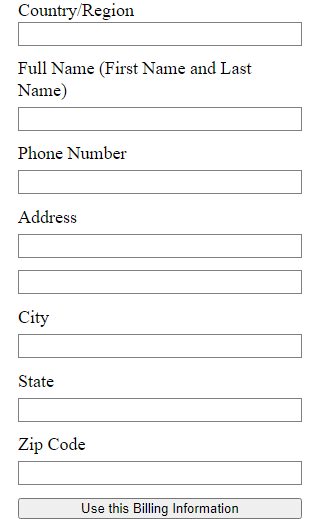 Country/Region
Full Name (First Name and Last
Name)
Phone Number
Address
City
State
Zip Code
Use this Billing Information